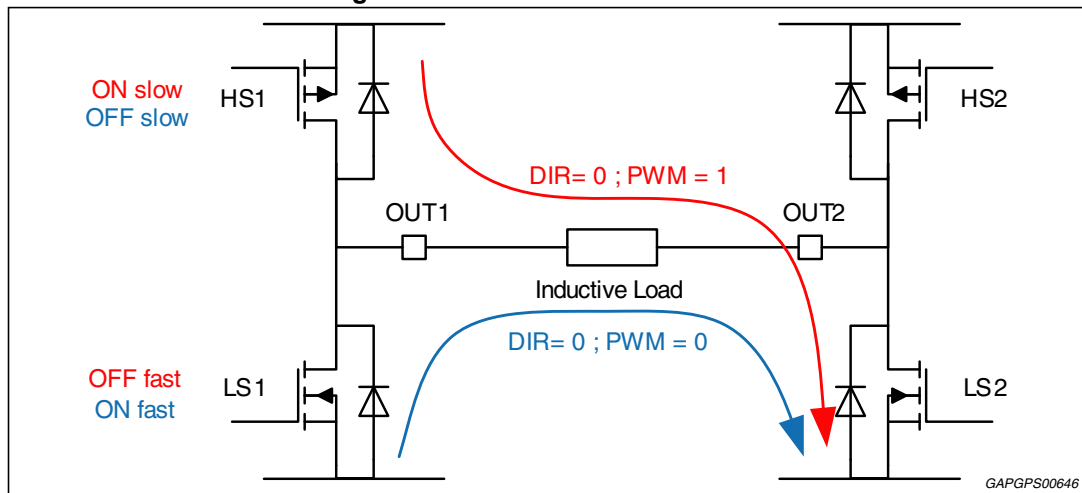 ON slow
OFF slow
HS1
HS2
DIR= 0 ; PWM = 1
OUT1
OUT2
Inductive Load
DIR= 0 ; PWM = 0
OFF fast
ON fast
LS1
LS2
GAPGPS00646